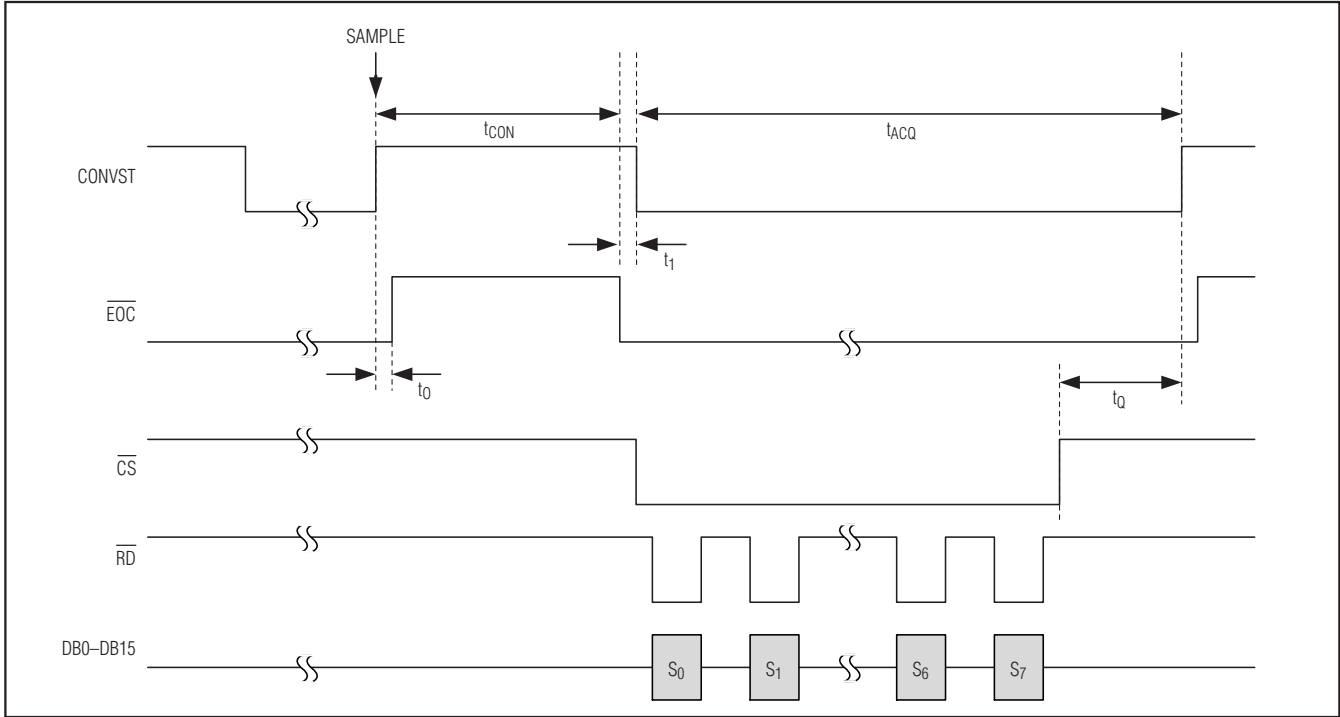 SAMPLE
tCON
tACQ
CONVST
t1
EOC
t0
tQ
CS
RD
DB0–DB15
S0
S1
S6
S7